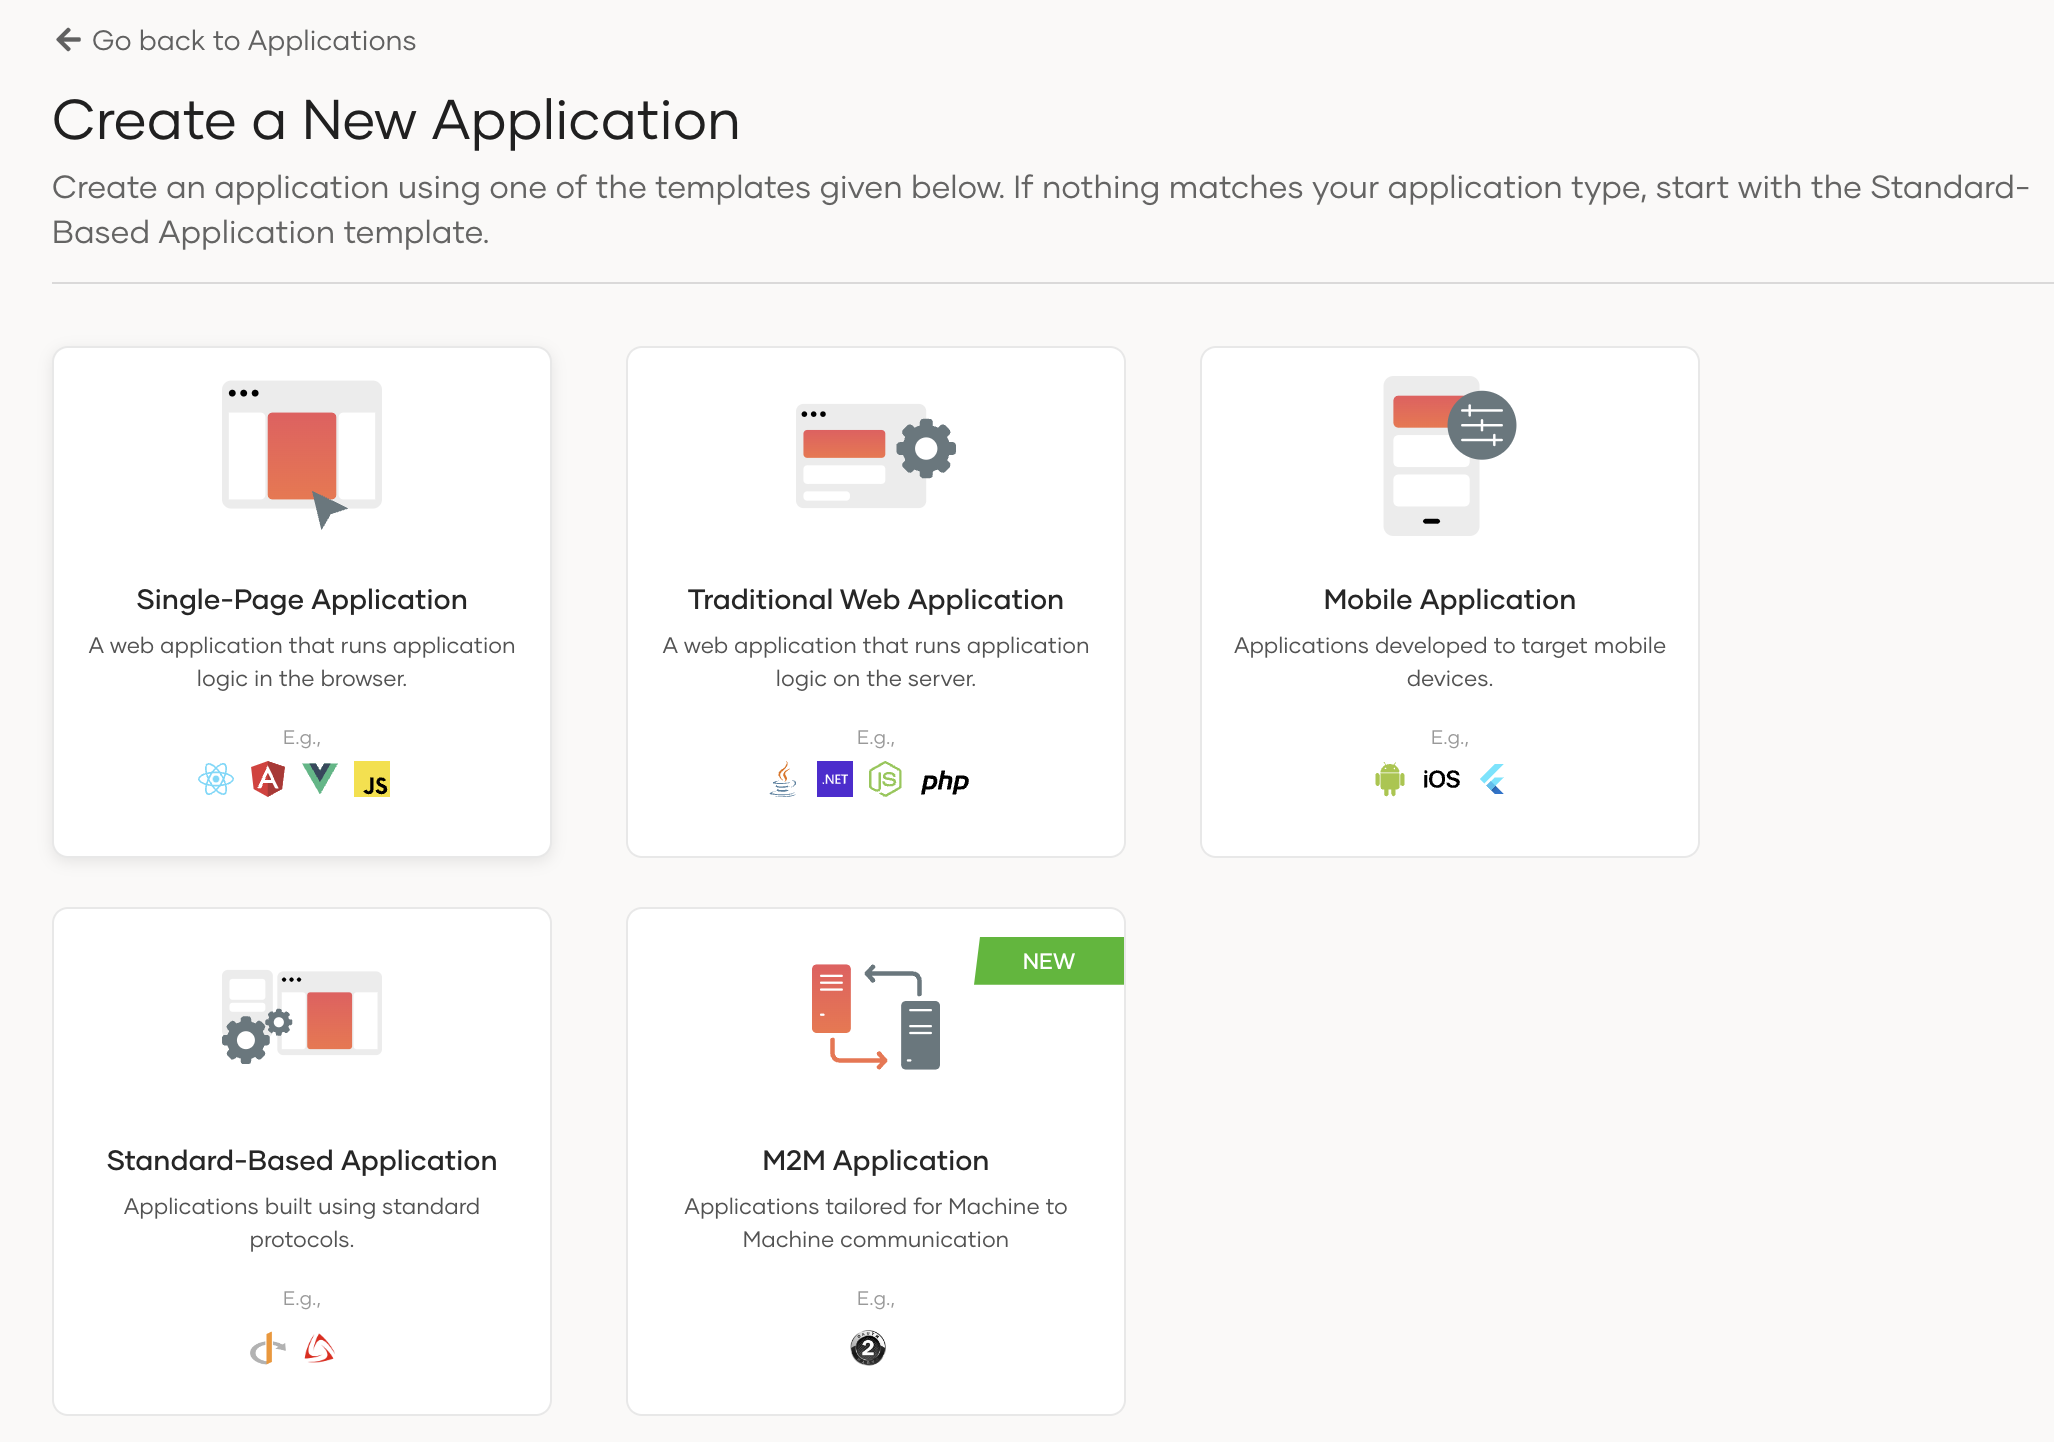 Go back to Applications
Create a New Application
Create an application using one of the templates given below. If nothing matches your application type, start with the Standard-
Based Application template.
Single-Page Application
A web application that runs application
logic in the browser.
E.g.,
JS
Traditional Web Application
A web application that runs application
logic on the server.
E.g.,
.NET
JS
php
Mobile Application
Applications developed to target mobile
devices.
E.g.,
iOS
Standard-Based Application
Applications built using standard
protocols.
E.g.,
NEW
M2M Application
Applications tailored for Machine to
Machine communication
E.g.,
2